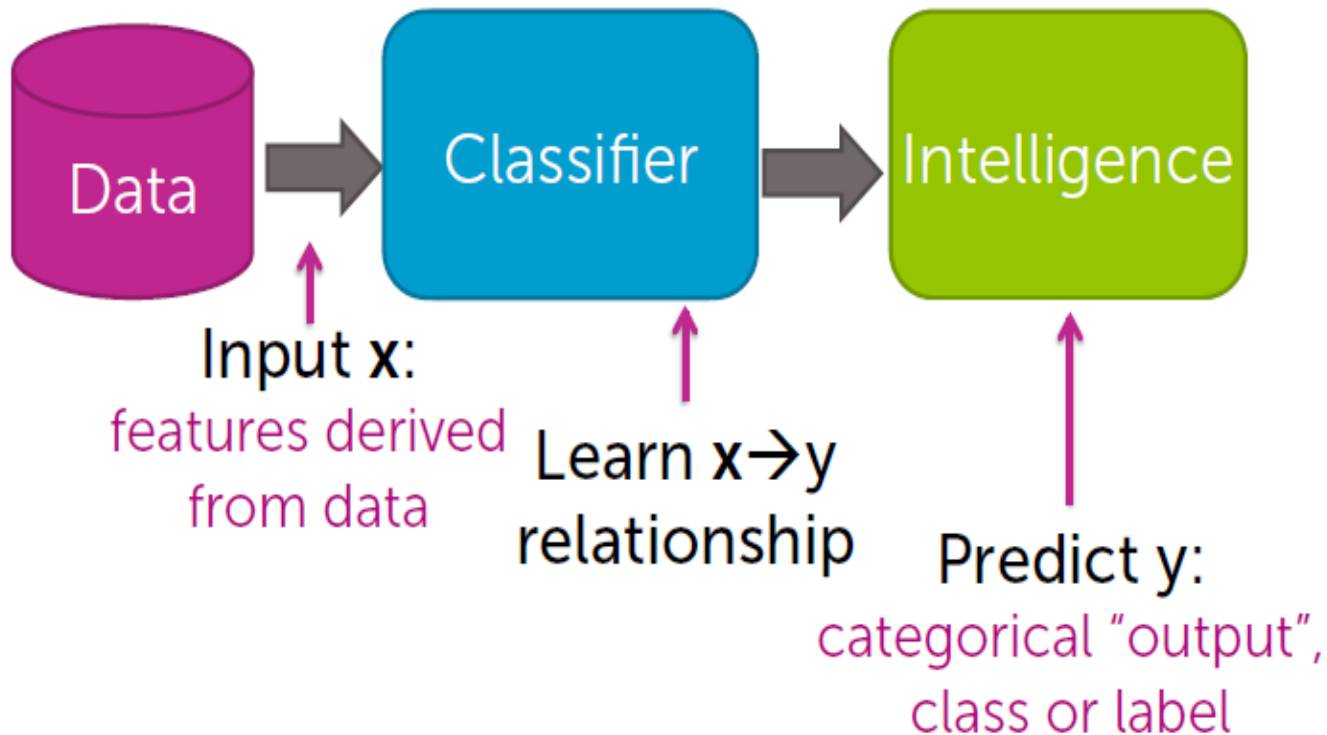 Data
Classifier
Intelligence
Input x:
features derived
from data
Learn x→y
relationship
Predict y:
categorical “output”,
class or label